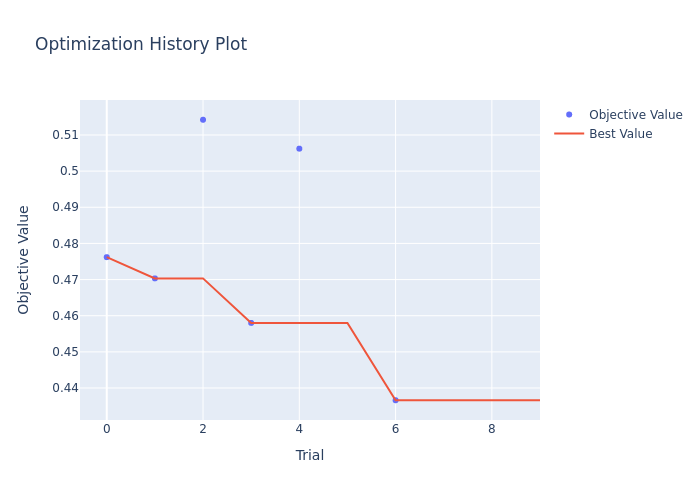 Optimization History Plot
Objective Value
Best Value
0.51
0.5
0.49
0.48
0.47
0.46
0.45
0.44
Objective Value
0 2 4 6 8
Trial